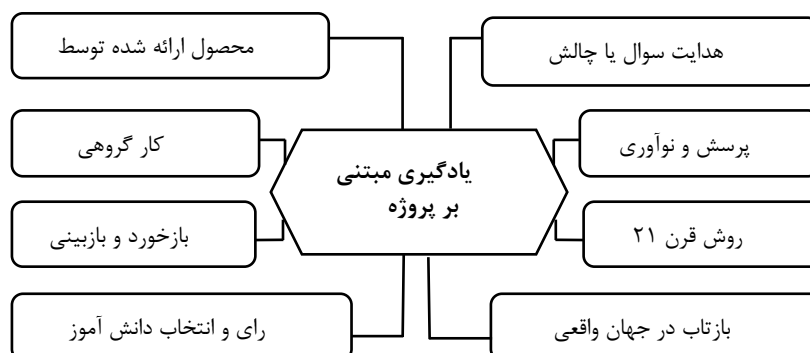 هدایت سوال یا چالش
محصول ارائه شده توسط
پرسش و نوآوری
کار گروهی
یادگیری مبتنی
بر پروژه
روش قرن ۲۱
بازخورد و بازبینی
بازتاب در جهان واقعی
رای و انتخاب دانش آموز